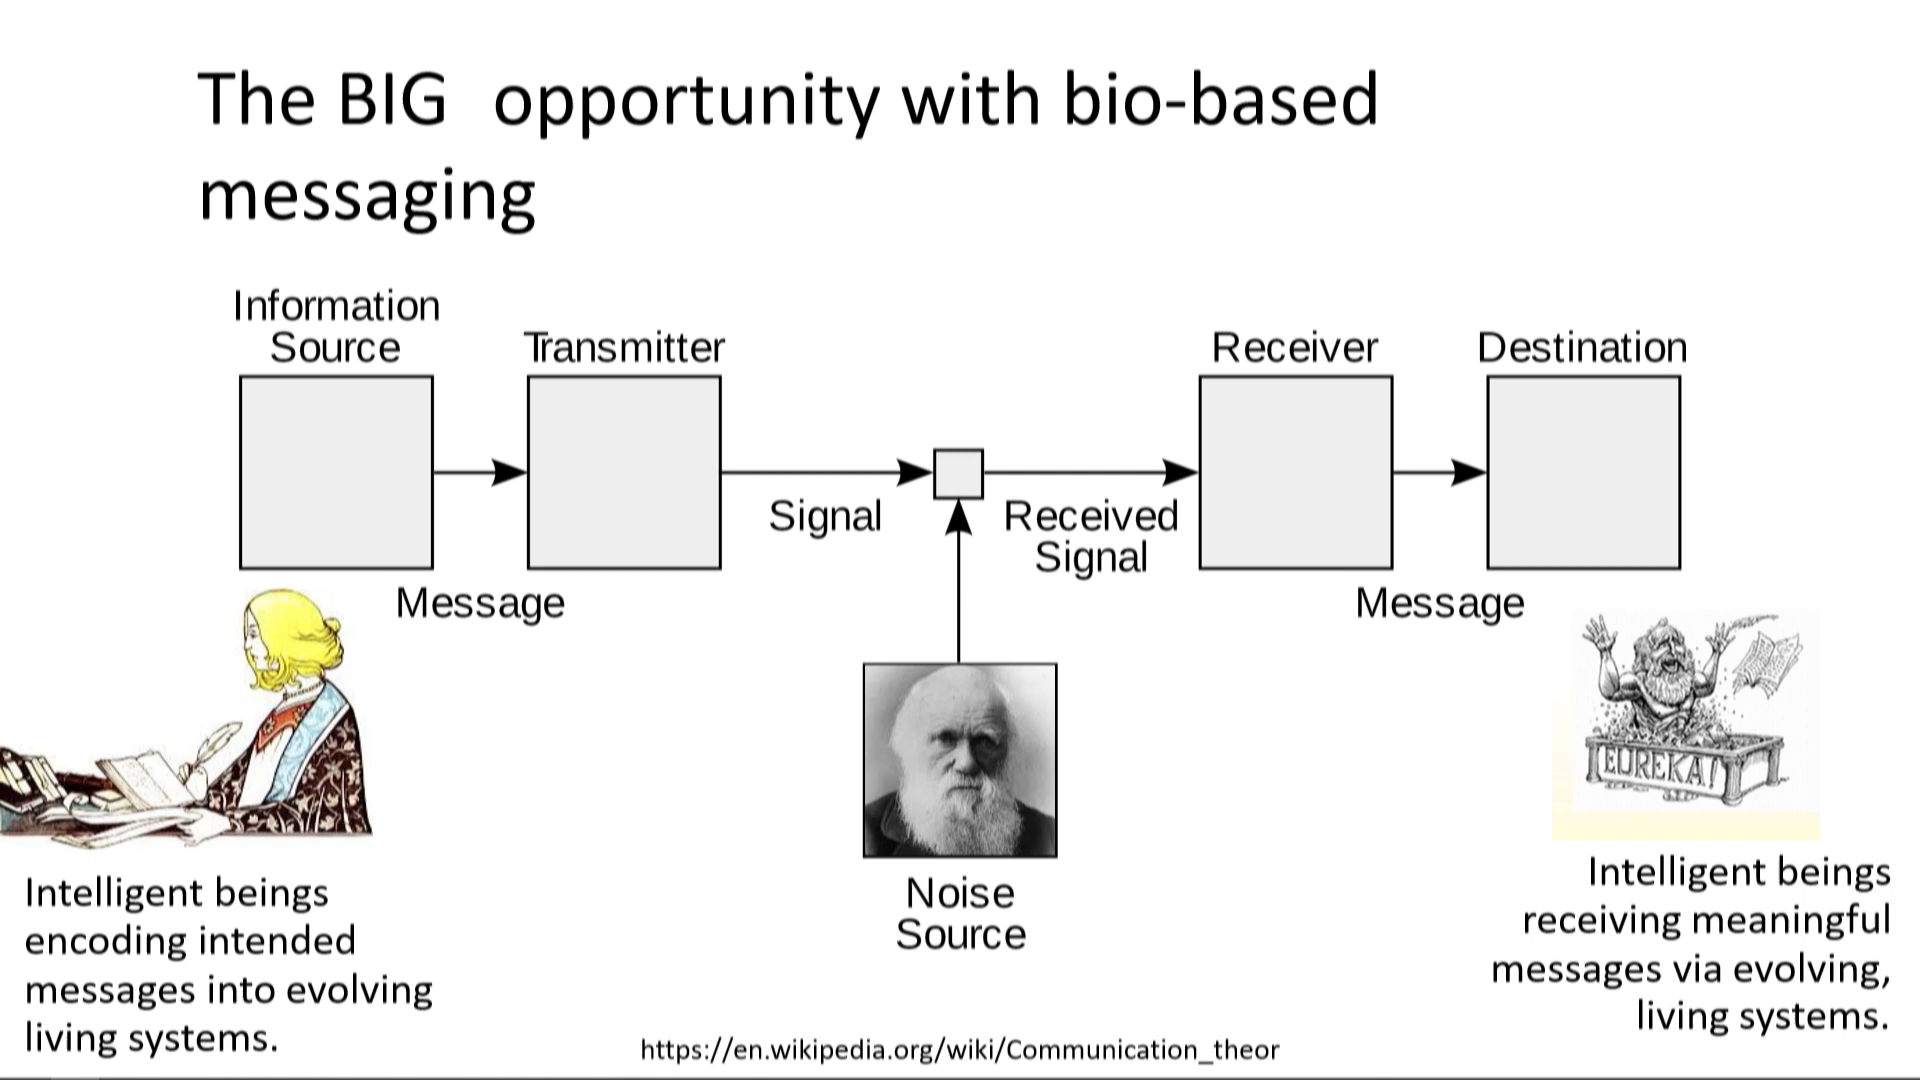 The BIG opportunity with bio-based
messaging
Information
Source
Transmitter
Receiver
Destination
Signal
Received
Signal
Message
Message
EUREKA!
Noise
Source
Intelligent beings
encoding intended
messages into evolving
living systems.
Intelligent beings
receiving meaningful
messages via evolving,
living systems.
https://en.wikipedia.org/wiki/Communication_theor